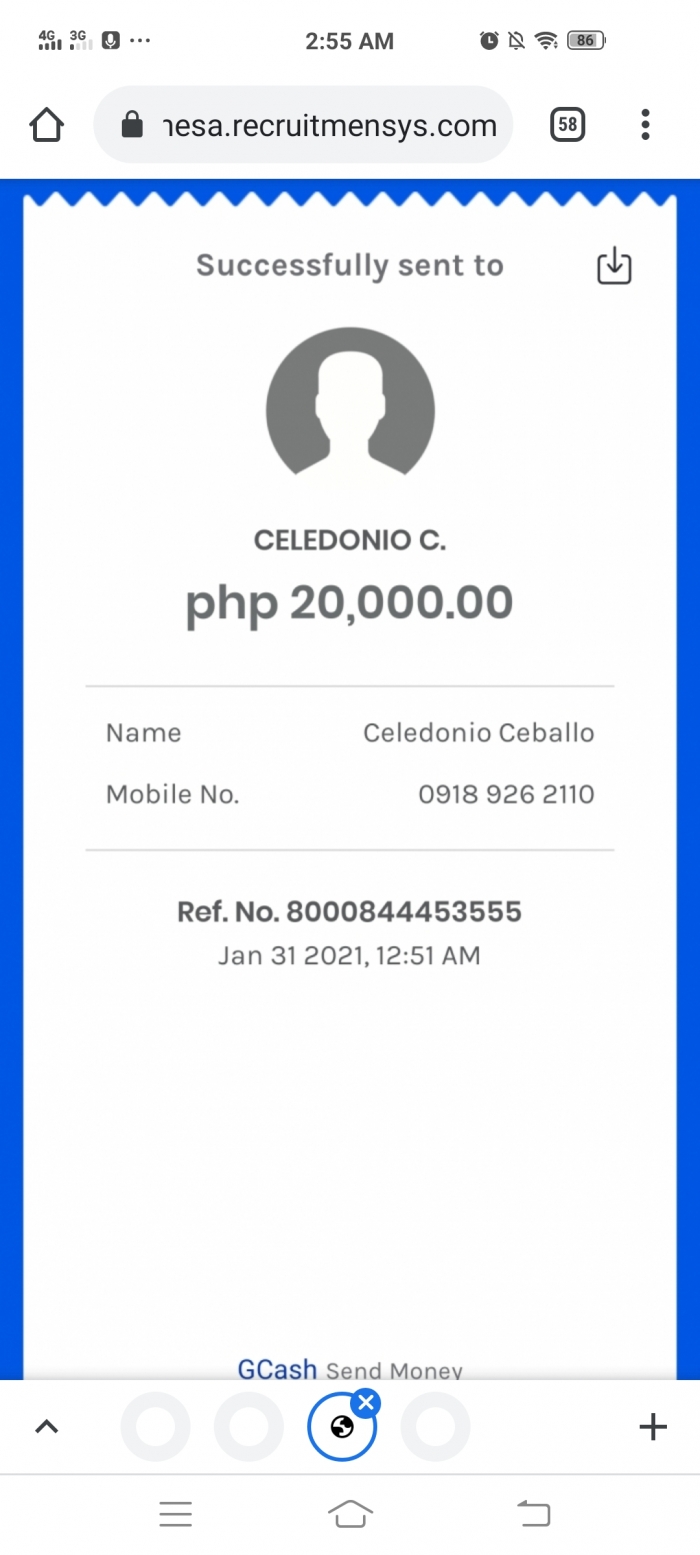 4G 3G 2:55 AM 86
nesa.recruitmensys.com 58
Successfully sent to
CELEDONIO C.
php 20,000.00
Name Celedonio Ceballo
Mobile No. 0918 926 2110
Ref. No. 8000844453555
Jan 31 2021, 12:51 AM
GCash Send Money